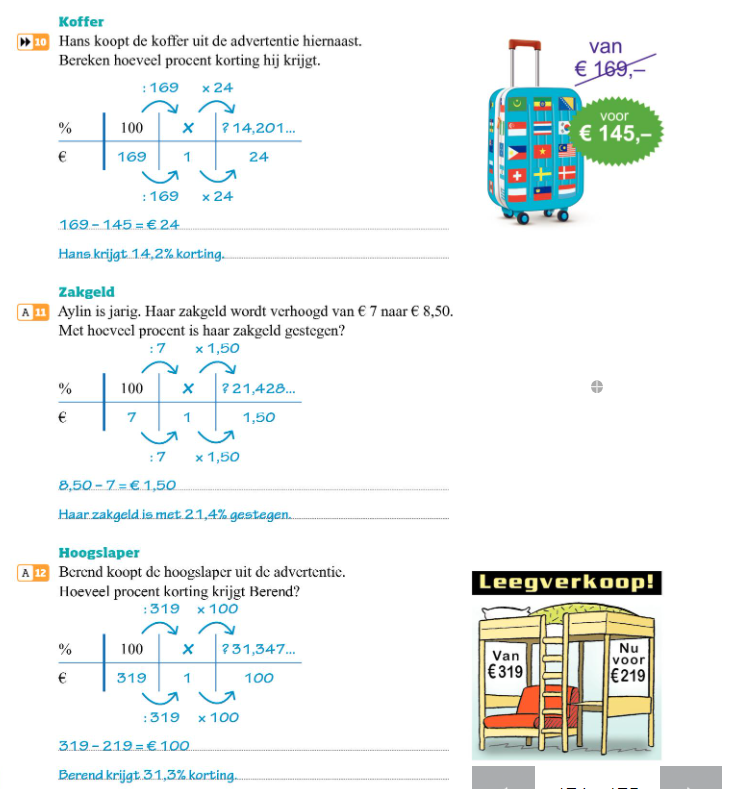 Koffer
10 Hans koopt de koffer uit de advertentie hiernaast.
Bereken hoeveel procent korting hij krijgt.
van
€ 169,–
voor
€ 145,–
: 169 x 24
% 100 x ? 14,201...
€ 169 1 24
: 169 x 24
169 – 145 = € 24
Hans krijgt 14,2% korting.
Zakgeld
A 11 Aylin is jarig. Haar zakgeld wordt verhoogd van € 7 naar € 8,50.
Met hoeveel procent is haar zakgeld gestegen?
: 7 x 1,50
% 100 x ? 21,428...
€ 7 1 1,50
: 7 x 1,50
8,50 – 7 = € 1,50
Haar zakgeld is met 21,4% gestegen.
Hoogslaper
A 12 Berend koopt de hoogslaper uit de advertentie.
Hoeveel procent korting krijgt Berend?
Leegverkoop!
Van
€319
Nu
voor
€219
: 319 x 100
% 100 x ? 31,347...
€ 319 1 100
: 319 x 100
319 – 219 = € 100
Berend krijgt 31,3% korting.